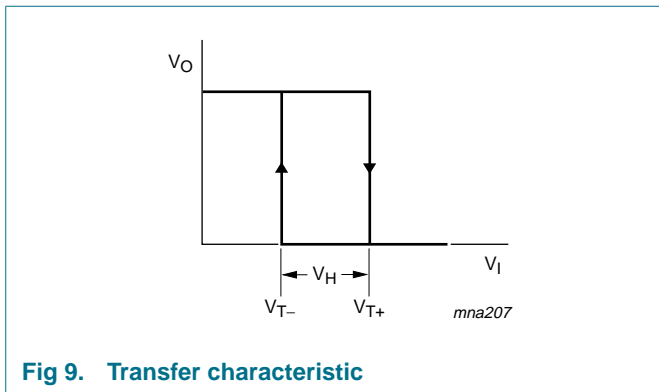 VO
VH
VI
VT−
VT+
mna207
Fig 9. Transfer characteristic